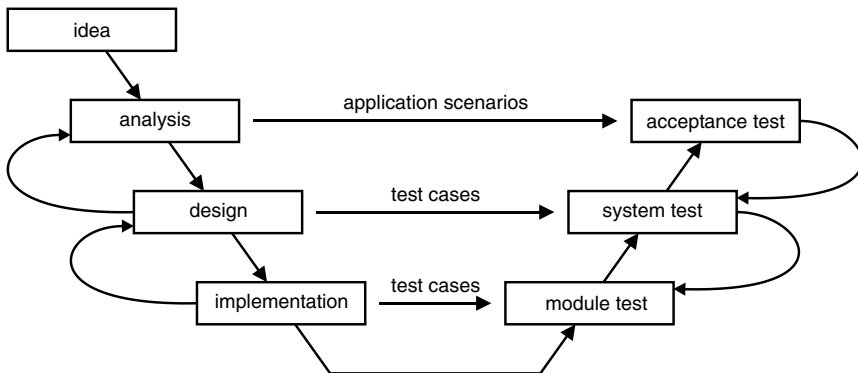 idea
application scenarios
analysis
acceptance test
test cases
design
system test
test cases
implementation
module test